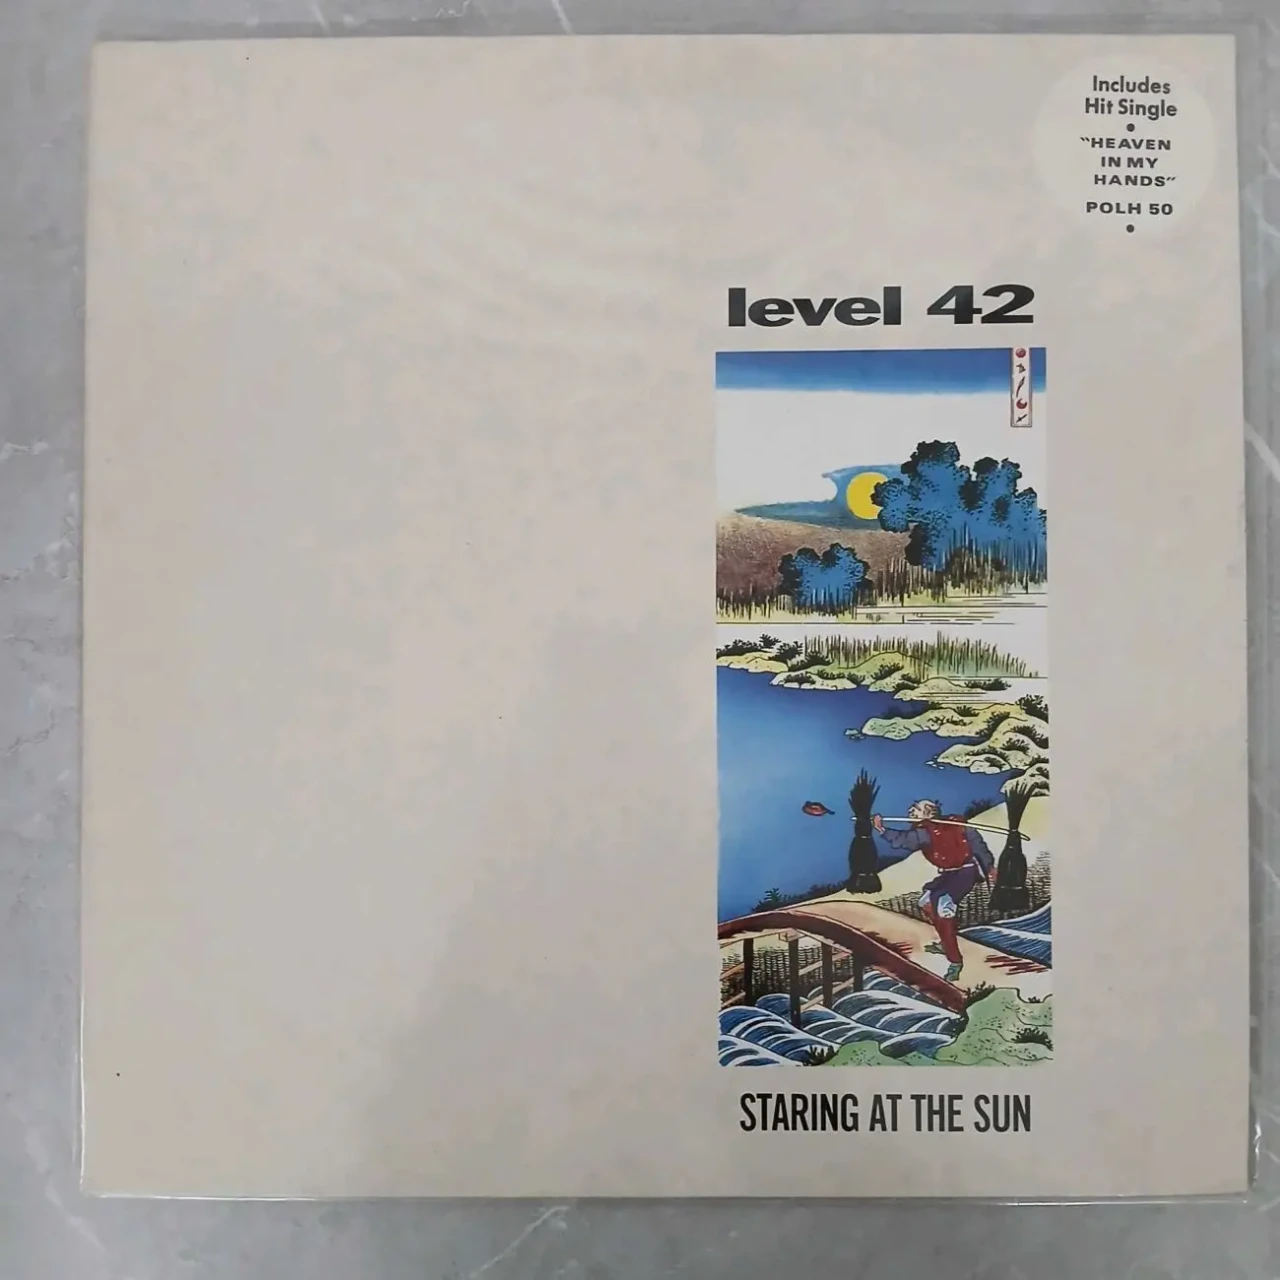 Includes
Hit Single
"HEAVEN
IN MY
HANDS"
POLH 50
level 42
STARING AT THE SUN